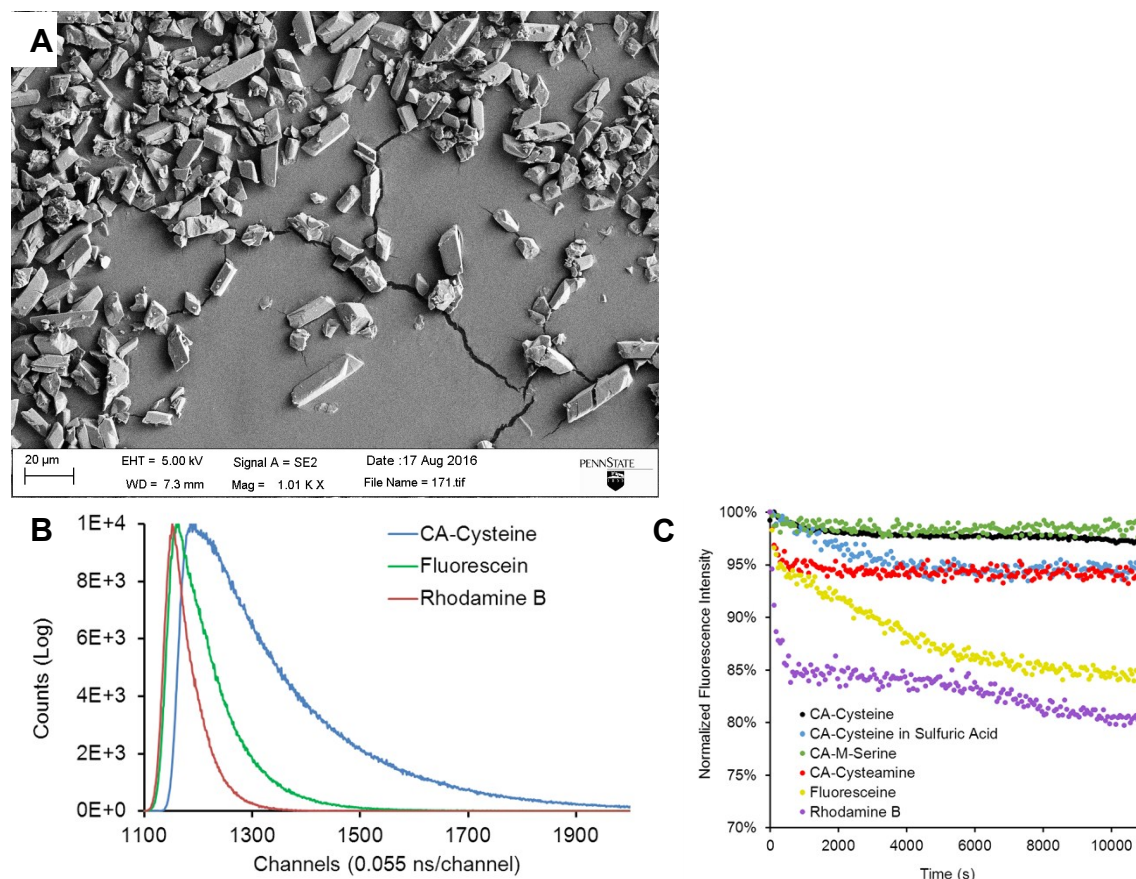 A
20 µm
EHT = 5.00 kV
Signal A = SE2
Date :17 Aug 2016
WD = 7.3 mm
Mag = 1.01 K X
File Name = 171.tif
PENNSTATE
B
1E+4
8E+3
6E+3
4E+3
2E+3
0E+0
Counts (Log)
CA-Cysteine
Fluorescein
Rhodamine B
1100 1300 1500 1700 1900
Channels (0.055 ns/channel)
C
100%
95%
90%
85%
80%
75%
70%
Normalized Fluorescence Intensity
CA-Cysteine
CA-Cysteine in Sulfuric Acid
CA-M-Serine
CA-Cysteamine
Fluoresceine
Rhodamine B
0 2000 4000 6000 8000 10000
Time (s)